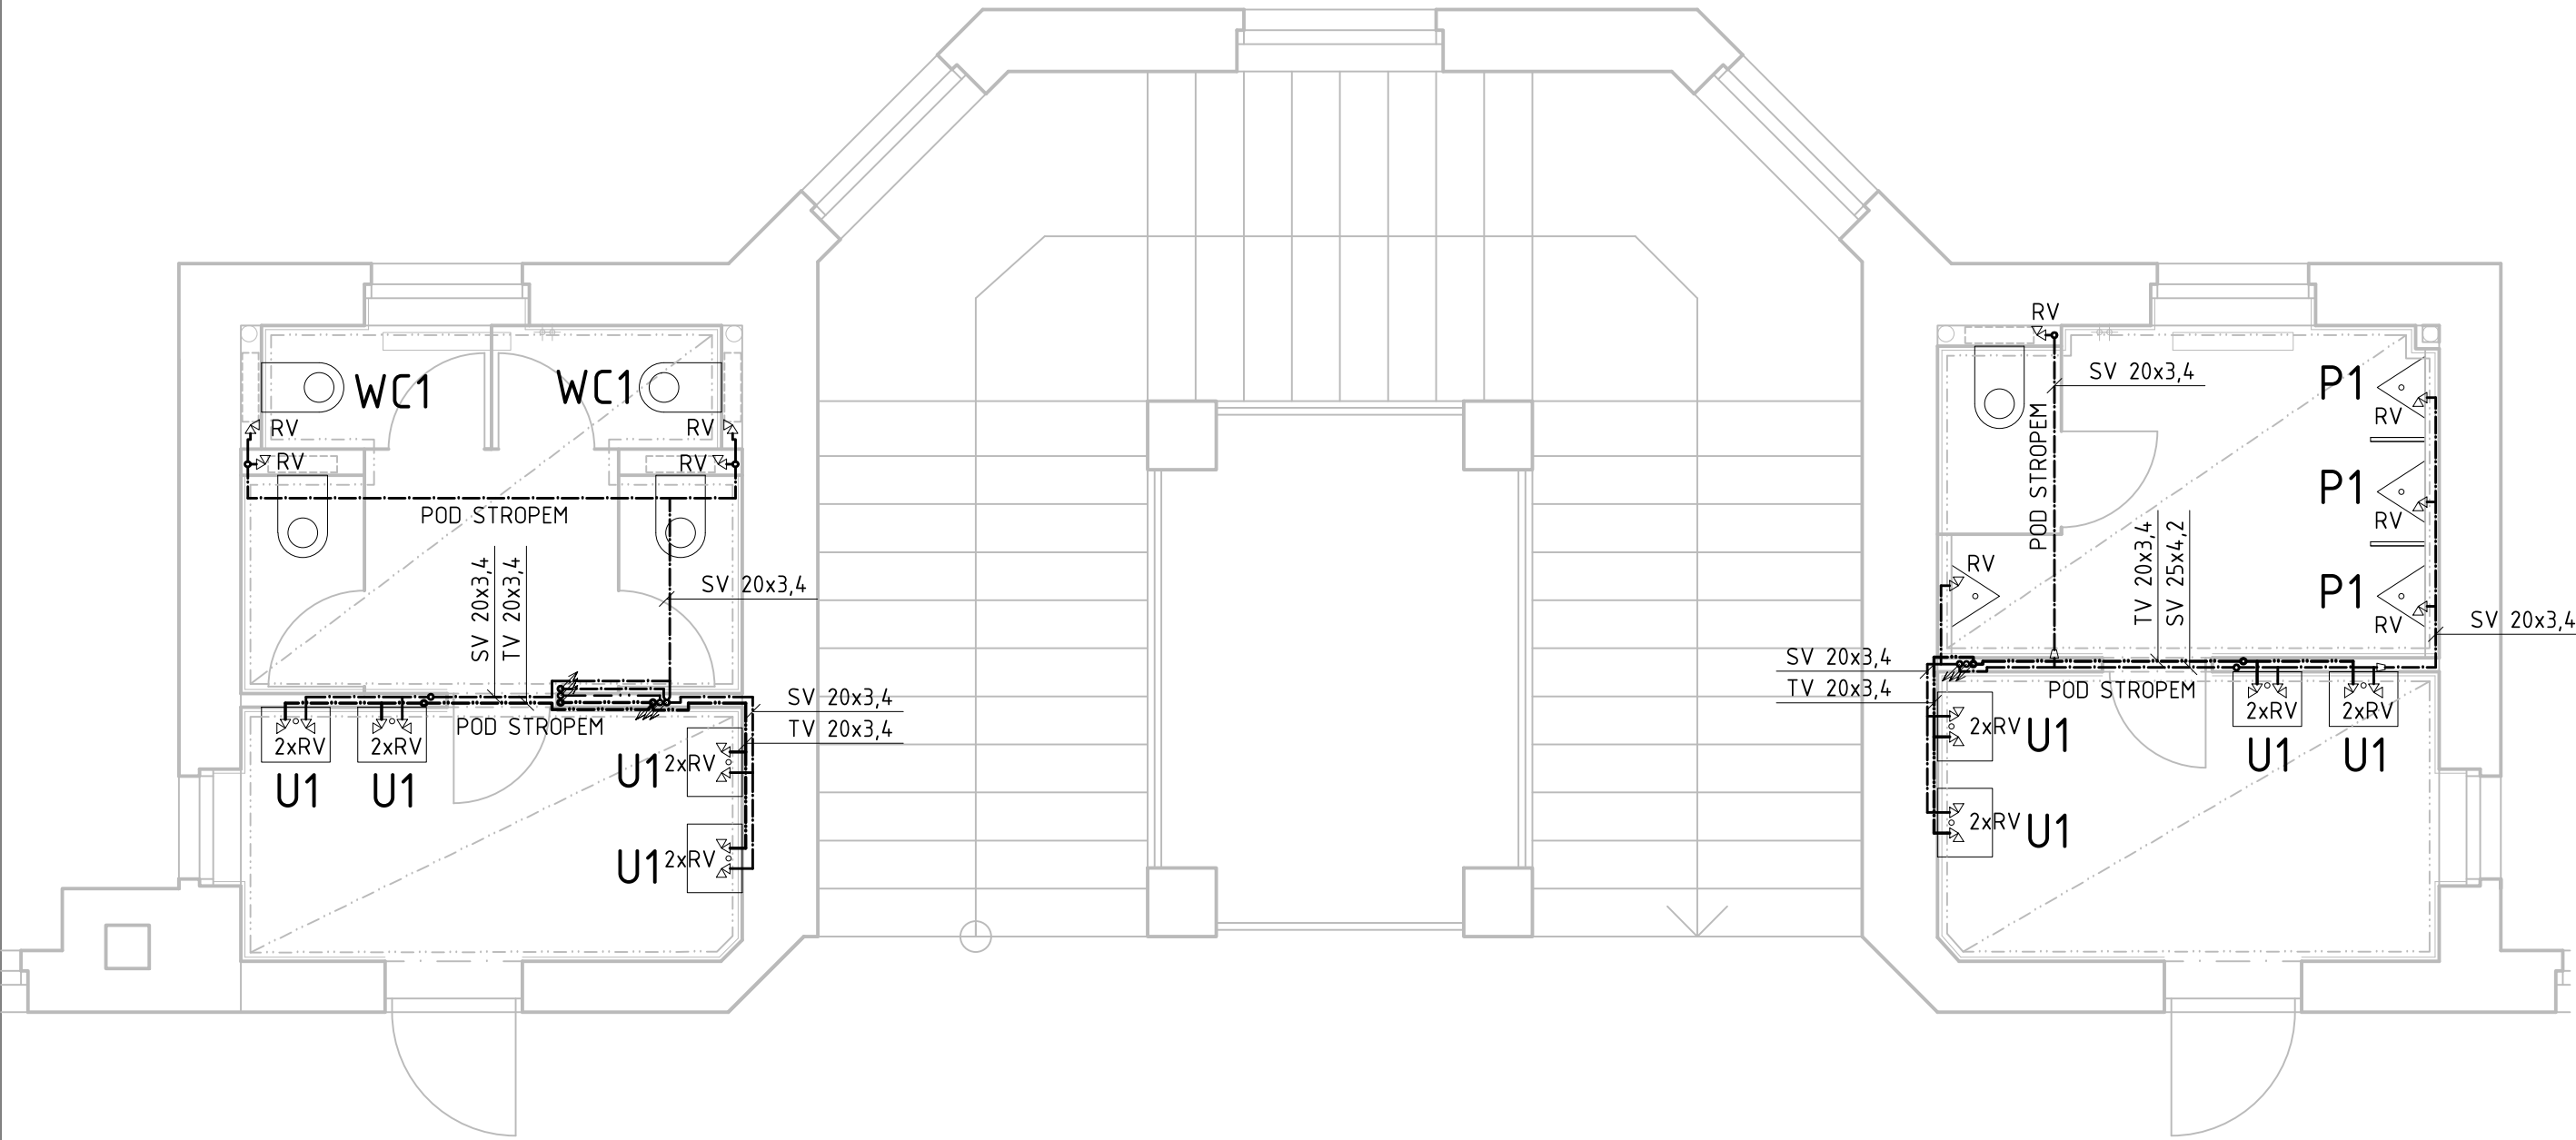 WC1
WC1
RV
RV
RV
RV
POD STROPEM
SV 20x3,4
TV 20x3,4
SV 20x3,4
POD STROPEM
SV 20x3,4
TV 20x3,4
2xRV
2xRV
U1
U1
U1
2xRV
U1
2xRV
RV
SV 20x3,4
POD STROPEM
P1
RV
P1
RV
P1
RV
RV
TV 20x3,4
SV 25x4,2
SV 20x3,4
SV 20x3,4
TV 20x3,4
POD STROPEM
2xRV
U1
2xRV
U1
2xRV
2xRV
U1
U1